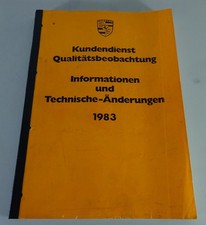 Kundendienst
Qualitätsbeobachtung
Informationen
und
Technische-Änderungen
1983